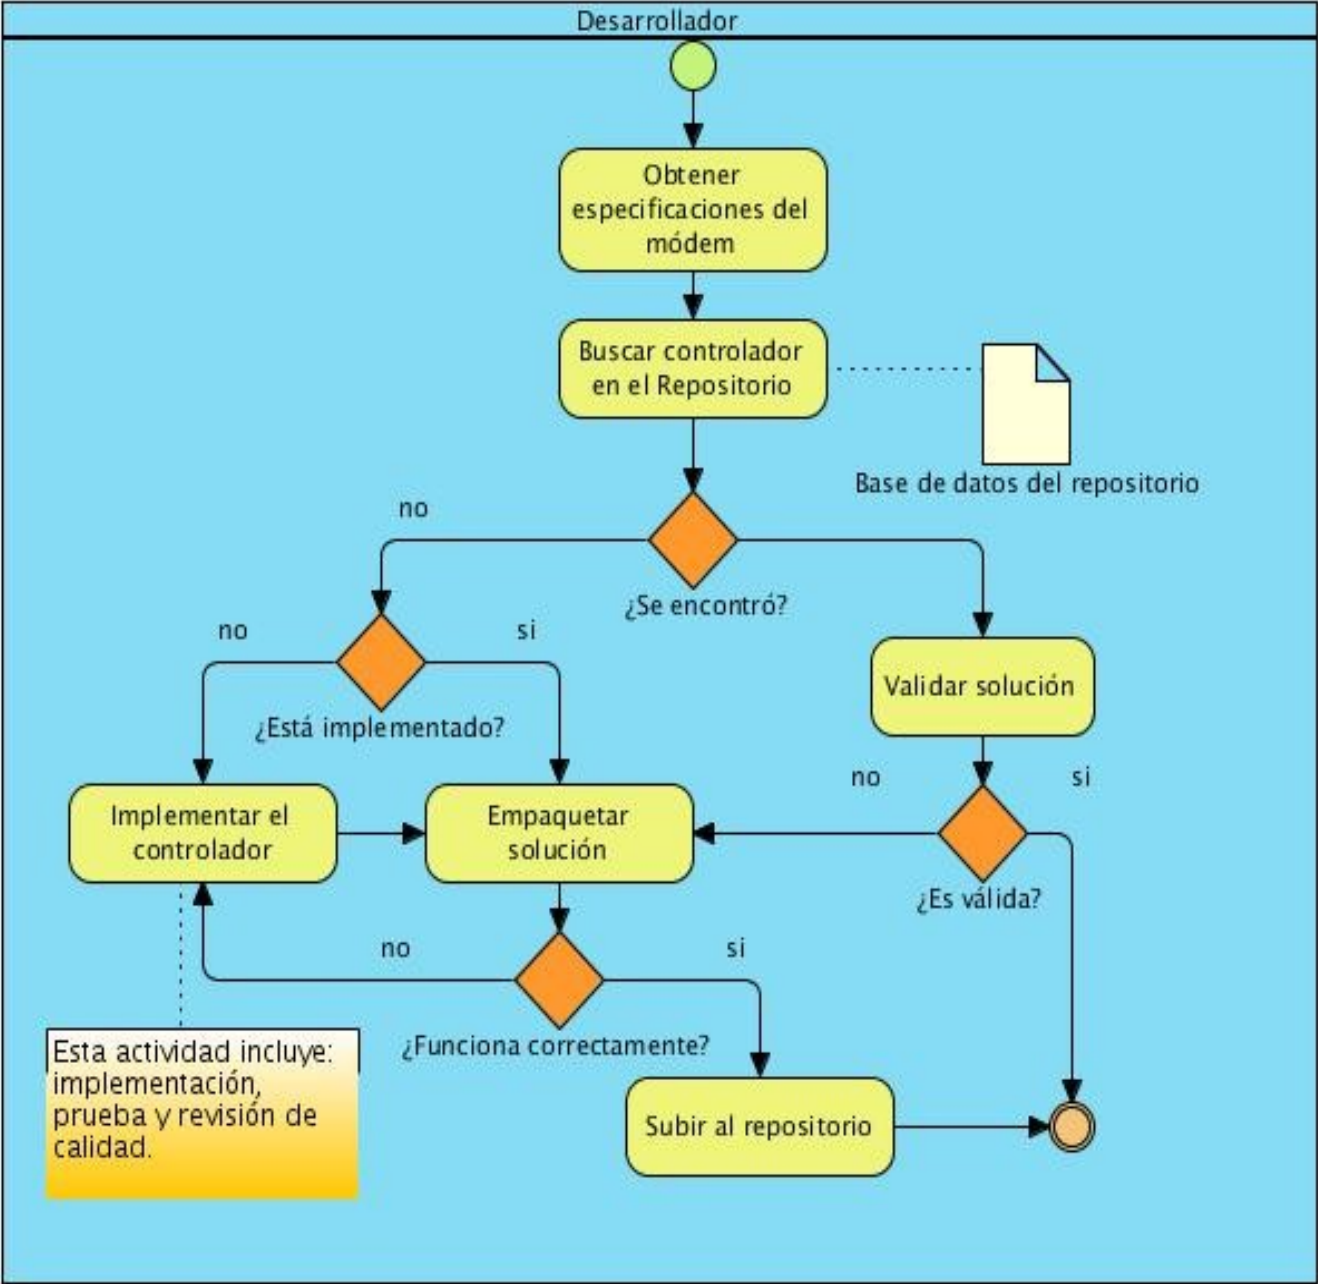 Desarrollador
Obtener
especificaciones del
módem
Buscar controlador
en el Repositorio
Base de datos del repositorio
no
¿Se encontró?
no
si
¿Está implementado?
Validar solución
no
si
Implementar el
controlador
Empaquetar
solución
¿Es válida?
no
si
¿Funciona correctamente?
Esta actividad incluye:
implementación,
prueba y revisión de
calidad.
Subir al repositorio